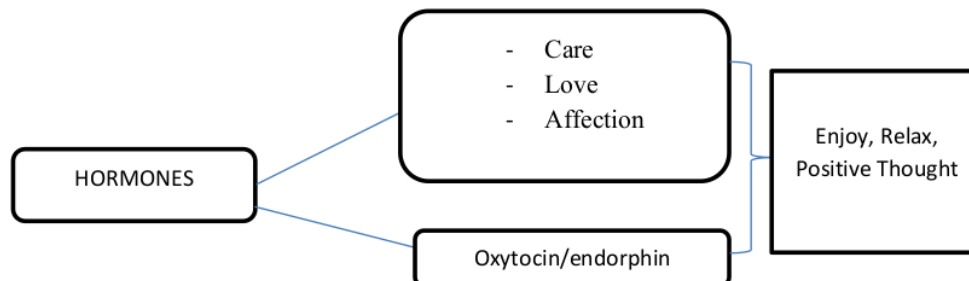 HORMONES
- Care
- Love
- Affection
Oxytocin/endorphin
Enjoy, Relax,
Positive Thought